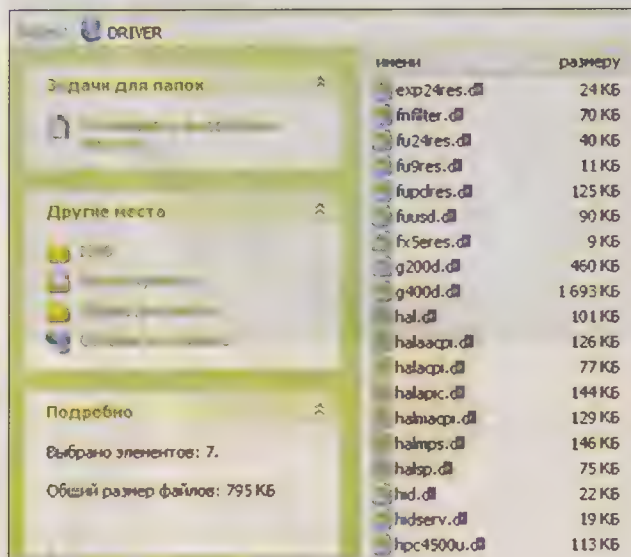 DRIVER
Задачи для папок
Другие места
Подробно
Выбрано элементов: 7.
Общий размер файлов: 795 КБ
имени размеру
exp24res.dll 24 КБ
fnfilter.dll 70 КБ
fu24res.dll 40 КБ
fu9res.dll 11 КБ
fupdres.dll 125 КБ
fuusd.dll 90 КБ
fx5eres.dll 9 КБ
g200d.dll 460 КБ
g400d.dll 1 693 КБ
hal.dll 101 КБ
halaacpi.dll 126 КБ
halacpi.dll 77 КБ
halapic.dll 144 КБ
halmacpi.dll 129 КБ
halmps.dll 146 КБ
halsp.dll 75 КБ
hid.dll 22 КБ
hidserv.dll 19 КБ
hpc4500u.dll 113 КБ